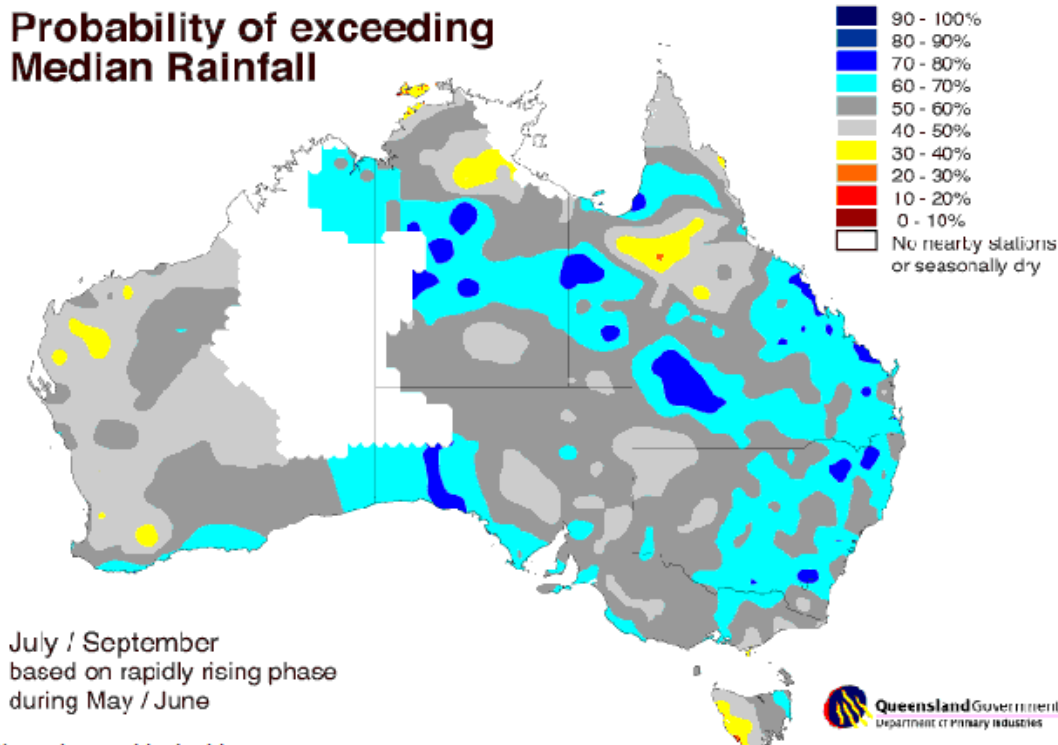 Probability of exceeding
Median Rainfall
90 - 100%
80 - 90%
70 - 80%
60 - 70%
50 - 60%
40 - 50%
30 - 40%
20 - 30%
10 - 20%
0 - 10%
No nearby stations
or seasonally dry
July / September
based on rapidly rising phase
during May / June
Queensland Government
Department of Primary Industries